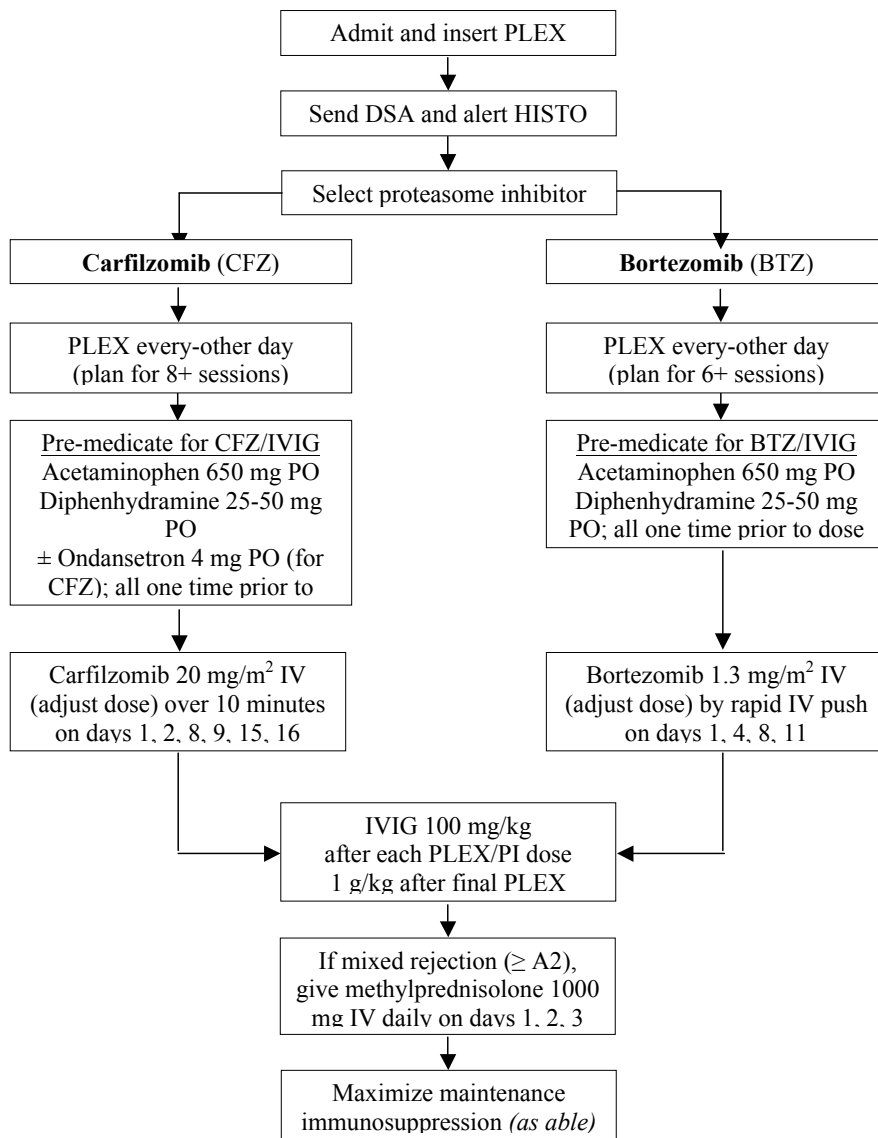 Admit and insert PLEX
Send DSA and alert HISTO
Select proteasome inhibitor
Carfilzomib (CFZ)
PLEX every-other day
(plan for 8+ sessions)
Pre-medicate for CFZ/IVIG
Acetaminophen 650 mg PO
Diphenhydramine 25-50 mg
PO
± Ondansetron 4 mg PO (for
CFZ); all one time prior to
Carfilzomib 20 mg/m² IV
(adjust dose) over 10 minutes
on days 1, 2, 8, 9, 15, 16
Bortezomib (BTZ)
PLEX every-other day
(plan for 6+ sessions)
Pre-medicate for BTZ/IVIG
Acetaminophen 650 mg PO
Diphenhydramine 25-50 mg
PO; all one time prior to dose
Bortezomib 1.3 mg/m² IV
(adjust dose) by rapid IV push
on days 1, 4, 8, 11
IVIG 100 mg/kg
after each PLEX/PI dose
1 g/kg after final PLEX
If mixed rejection (≥ A2),
give methylprednisolone 1000
mg IV daily on days 1, 2, 3
Maximize maintenance
immunosuppression (as able)